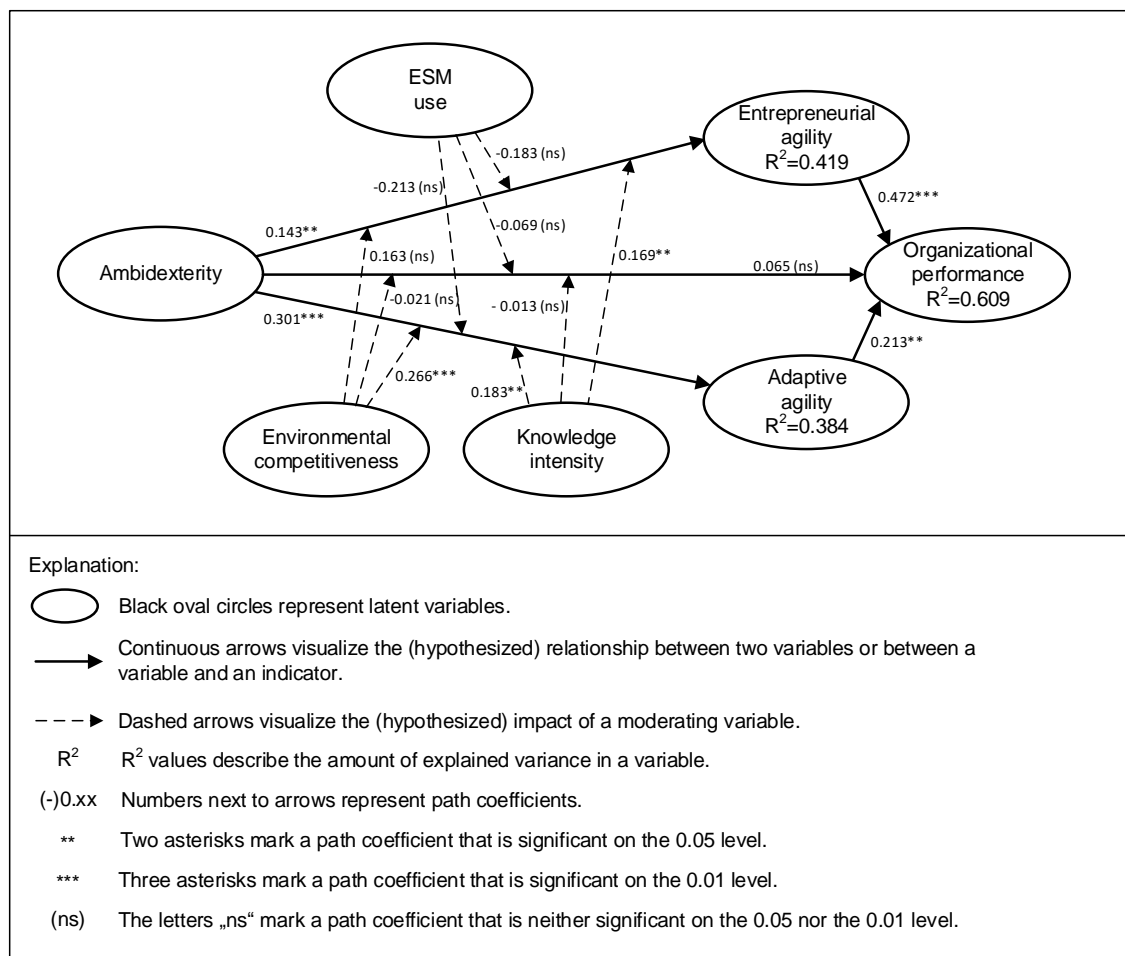 ESM
use
Entrepreneurial
agility
R²=0.419
-0.183 (ns)
-0.213 (ns)
0.472***
0.143**
-0.069 (ns)
0.163 (ns)
0.169**
Ambidexterity
0.065 (ns)
Organizational
performance
R²=0.609
-0.021 (ns)
- 0.013 (ns)
0.301***
0.213**
0.266***
0.183**
Adaptive
agility
R²=0.384
Environmental
competitiveness
Knowledge
intensity
Explanation:
Black oval circles represent latent variables.
Continuous arrows visualize the (hypothesized) relationship between two variables or between a
variable and an indicator.
Dashed arrows visualize the (hypothesized) impact of a moderating variable.
R² R² values describe the amount of explained variance in a variable.
(-)0.xx Numbers next to arrows represent path coefficients.
** Two asterisks mark a path coefficient that is significant on the 0.05 level.
*** Three asterisks mark a path coefficient that is significant on the 0.01 level.
(ns) The letters „ns“ mark a path coefficient that is neither significant on the 0.05 nor the 0.01 level.